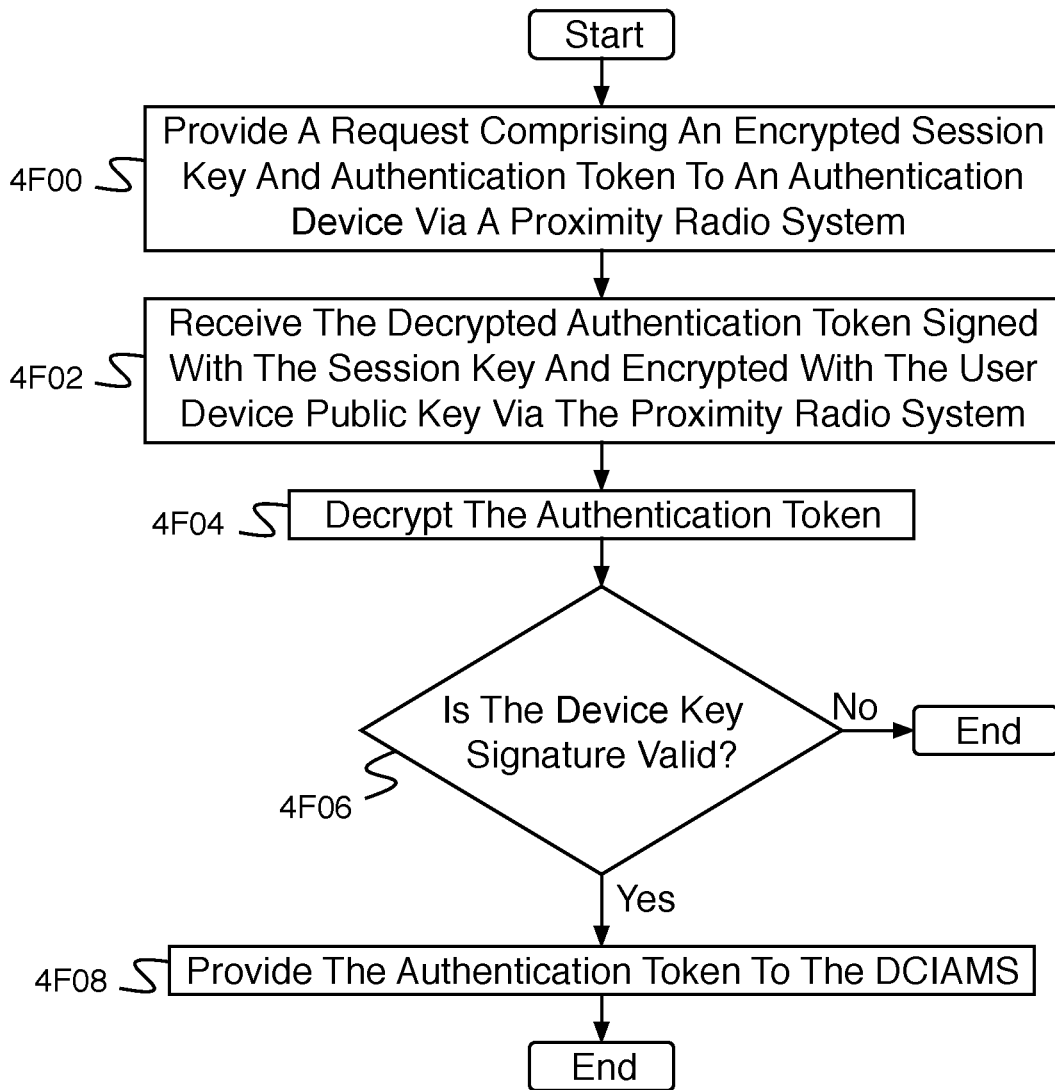 Start
Provide A Request Comprising An Encrypted Session
Key And Authentication Token To An Authentication
Device Via A Proximity Radio System
4F00
Receive The Decrypted Authentication Token Signed
With The Session Key And Encrypted With The User
Device Public Key Via The Proximity Radio System
4F02
Decrypt The Authentication Token
4F04
Is The Device Key
Signature Valid?
4F06
No
End
Yes
Provide The Authentication Token To The DCIAMS
4F08
End